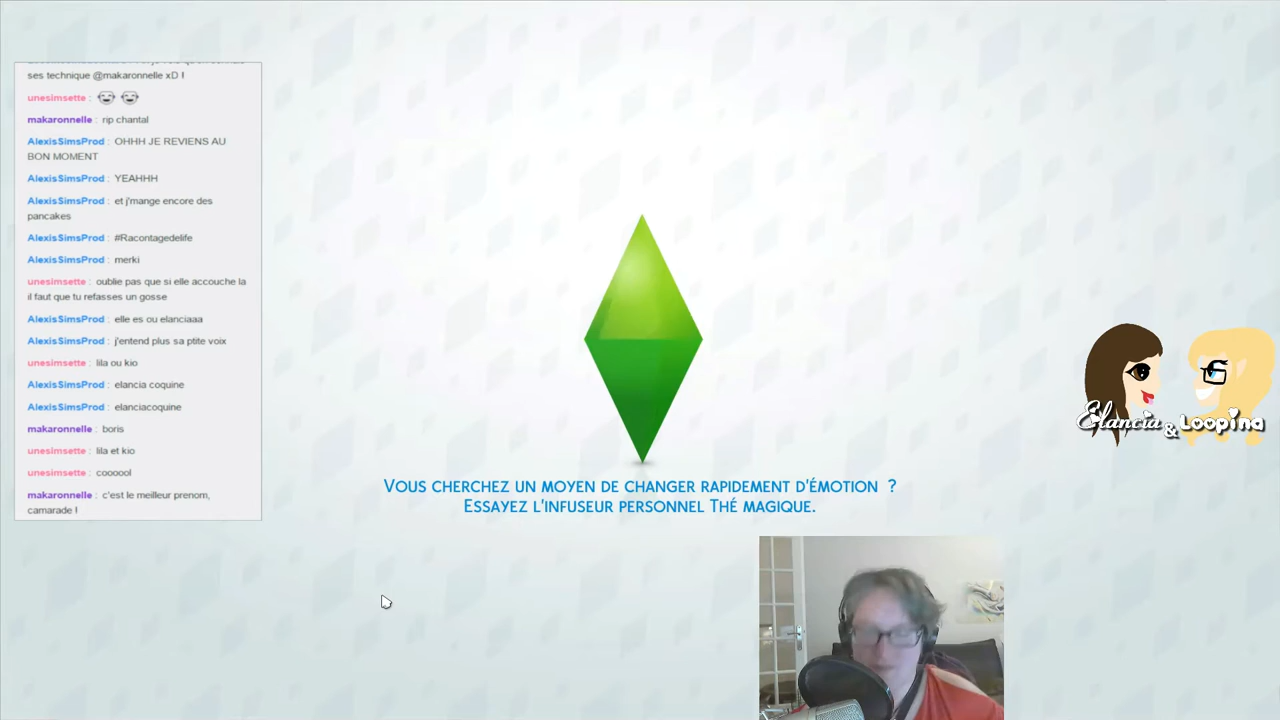 ses technique @makaronnelle xD !
unesimsette :
makaronnelle : rip chantal
AlexisSimsProd : OHHH JE REVIENS AU
BON MOMENT
AlexisSimsProd : YEAHHH
AlexisSimsProd : et j'mange encore des
pancakes
AlexisSimsProd : #Racontagedelife
AlexisSimsProd : merki
unesimsette : oublie pas que si elle accouche la
il faut que tu refasses un gosse
AlexisSimsProd : elle es ou elanciaaa
AlexisSimsProd : j'entend plus sa ptite voix
unesimsette : lila ou kio
AlexisSimsProd : elancia coquine
AlexisSimsProd : elanciacoquine
makaronnelle : boris
unesimsette : lila et kio
unesimsette : coooool
makaronnelle : c'est le meilleur prenom,
camarade !
VOUS CHERCHEZ UN MOYEN DE CHANGER RAPIDEMENT D'ÉMOTION ?
ESSAYEZ L'INFUSEUR PERSONNEL THÉ MAGIQUE.
Elancia & Loopina